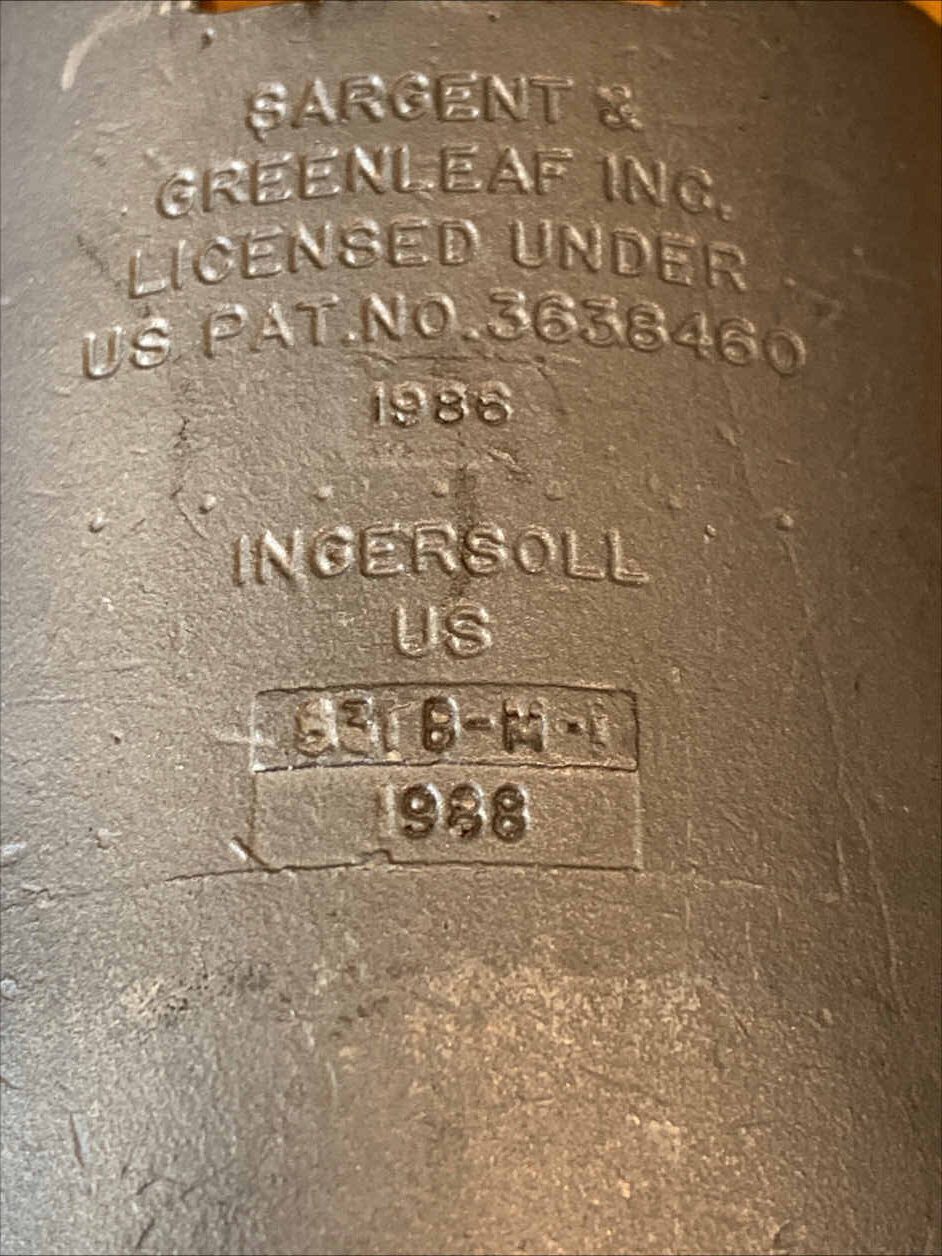 SARGENT &
GREENLEAF INC.
LICENSED UNDER
US PAT.NO.3638460
1986
INGERSOLL
US
1988